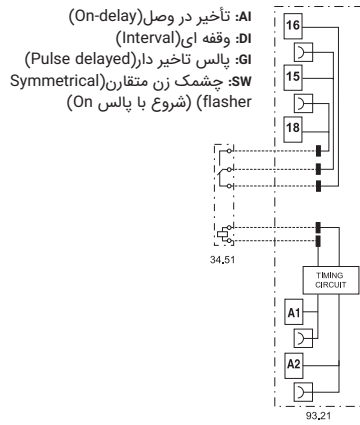 AI: تأخیر در وصل(On-delay)
DI: وقفه ای(Interval)
GI: پالس تاخیر دار(Pulse delayed)
SW: چشمک زن متقارن(Symmetrical
flasher) (شروع با پالس On)
16
15
18
34.51
TIMING
CIRCUIT
A1
A2
93.21